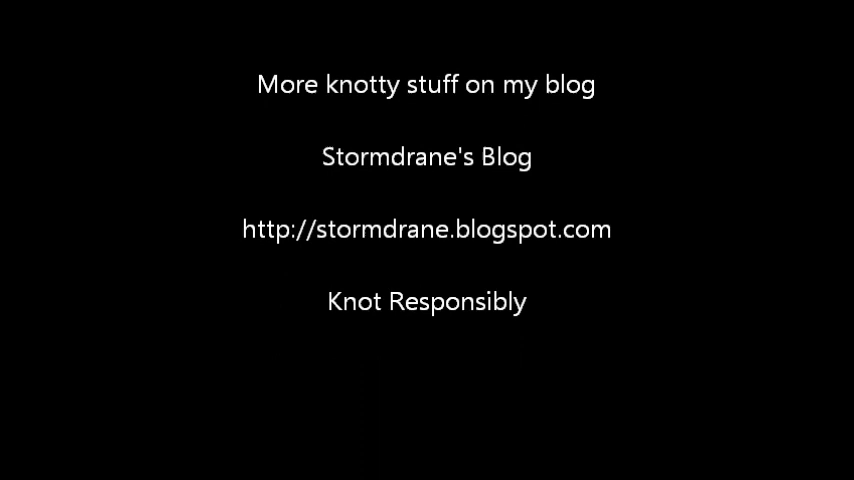 More knotty stuff on my blog
Stormdrane's Blog
http://stormdrane.blogspot.com
Knot Responsibly